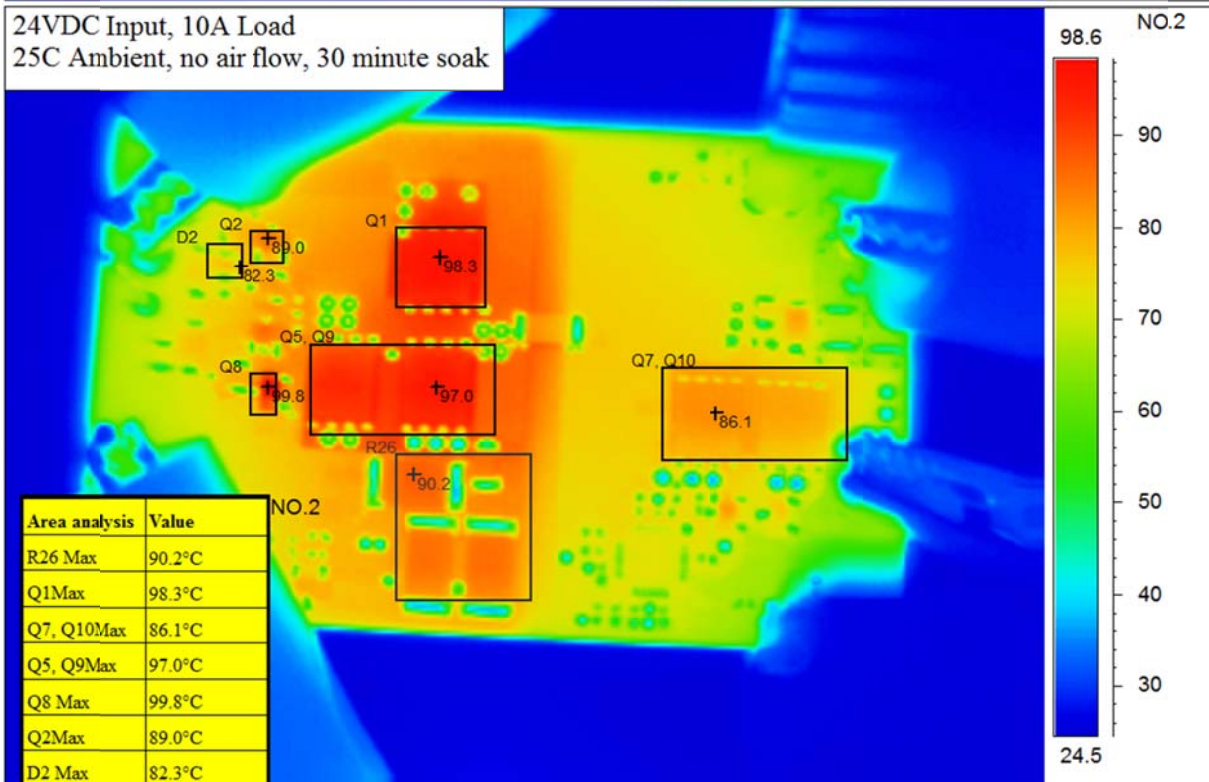 24VDC Input, 10A Load
25C Ambient, no air flow, 30 minute soak
NO.2
98.6
90
80
70
60
50
40
30
24.5
Q2
D2
89.0
82.3
Q1
98.3
Q5, Q9
Q8
99.8
97.0
Q7, Q10
86.1
R26
90.2
NO.2
Area analysis Value
R26 Max 90.2°C
Q1Max 98.3°C
Q7, Q10Max 86.1°C
Q5, Q9Max 97.0°C
Q8 Max 99.8°C
Q2Max 89.0°C
D2 Max 82.3°C